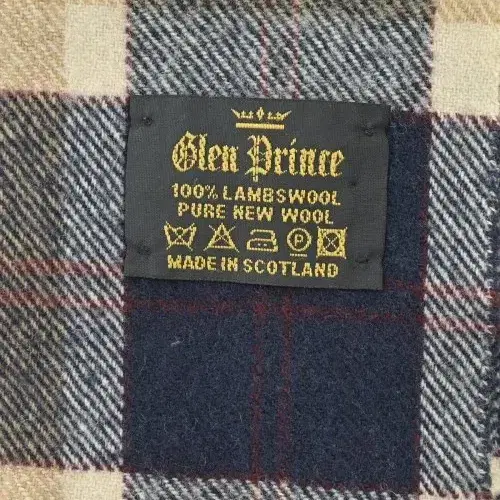 Glen Prince
100% LAMBSWOOL
PURE NEW WOOL
P
MADE IN SCOTLAND